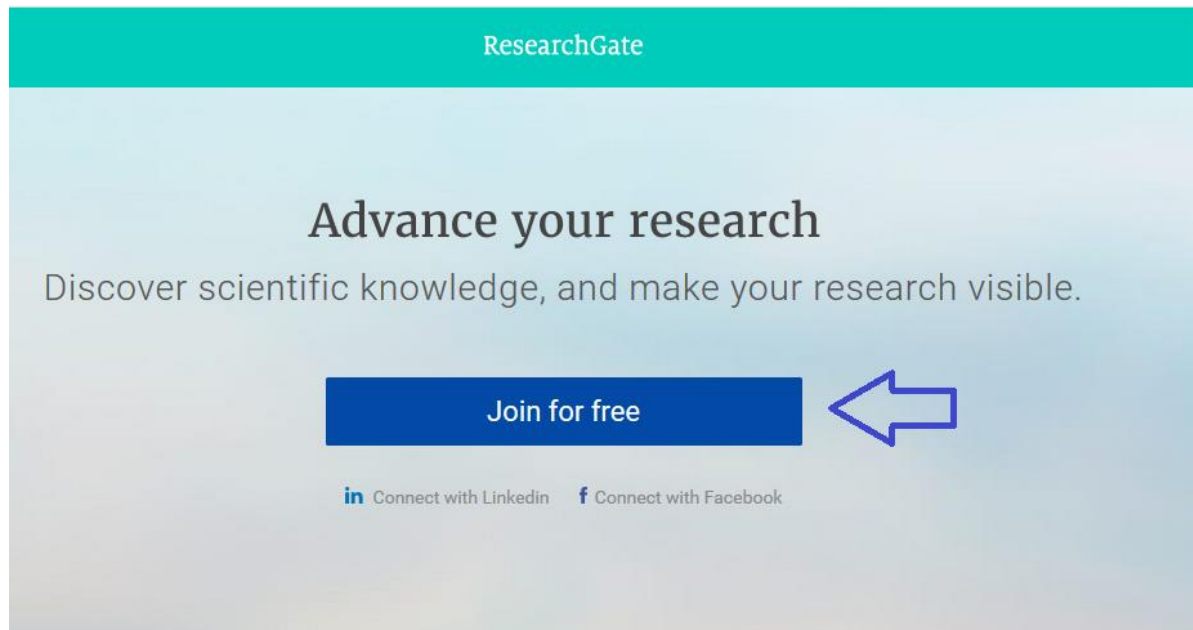 ResearchGate
Advance your research
Discover scientific knowledge, and make your research visible.
Join for free
in Connect with Linkedin f Connect with Facebook